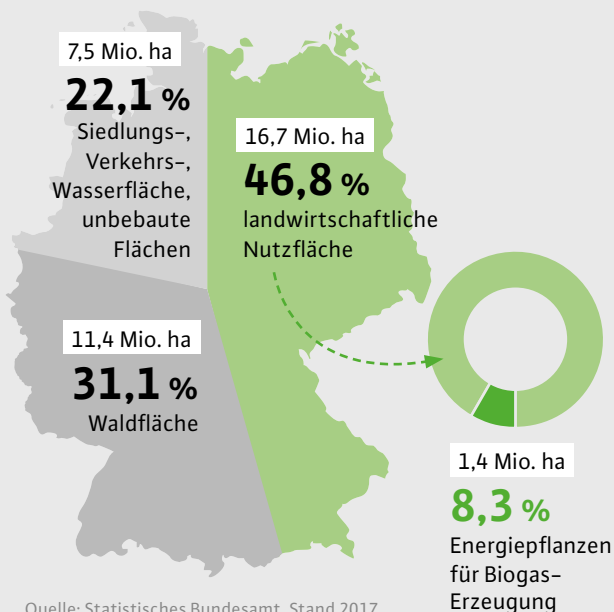 7,5 Mio. ha
22,1 %
Siedlungs-,
Verkehrs-,
Wasserfläche,
unbebaute
Flächen
16,7 Mio. ha
46,8 %
landwirtschaftliche
Nutzfläche
11,4 Mio. ha
31,1 %
Waldfläche
1,4 Mio. ha
8,3 %
Energiepflanzen
für Biogas-
Erzeugung
Quelle: Statistisches Bundesamt, Stand 2017